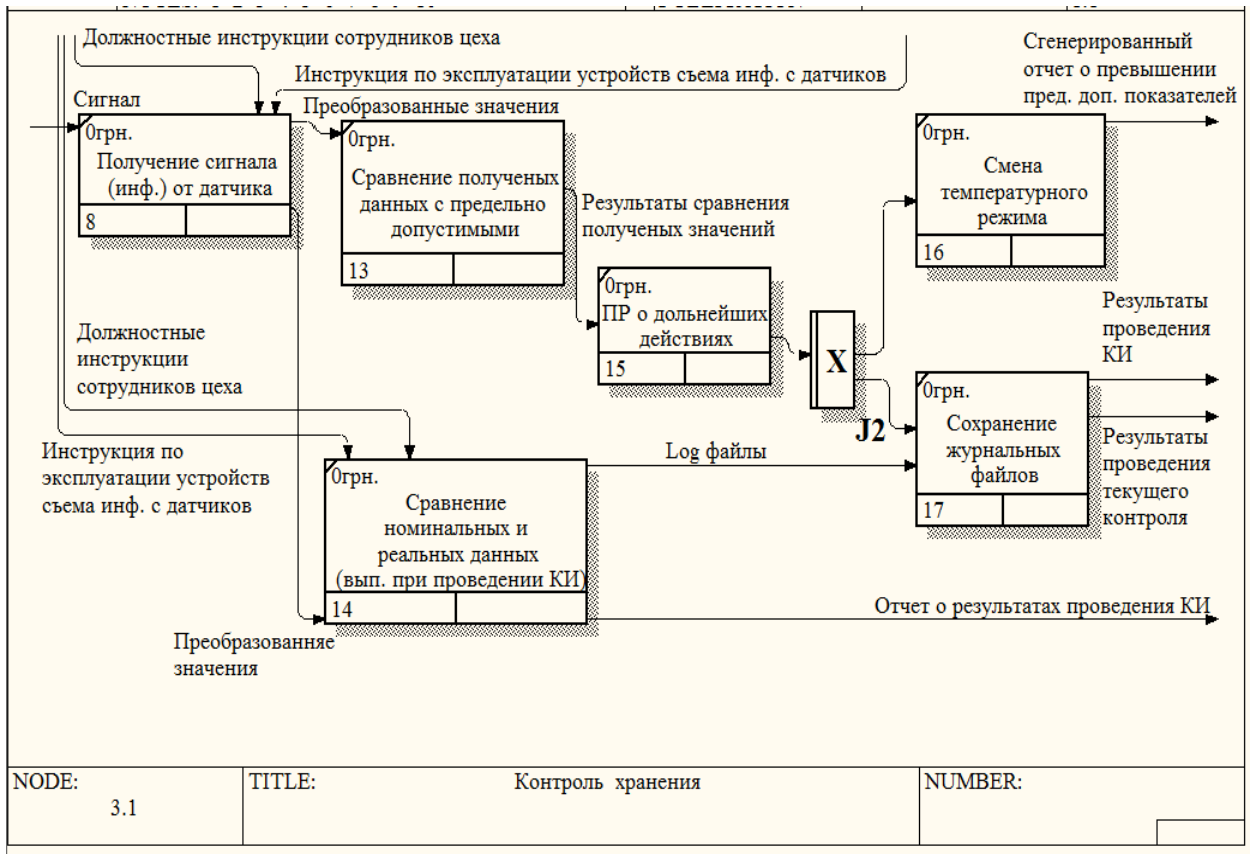 Должностные инструкции сотрудников цеха
Инструкция по эксплуатации устройств съема инф. с датчиков
Сгенерированный
отчет о превышении
пред. доп. показателей
Сигнал
Преобразованные значения
0грн.
Получение сигнала
(инф.) от датчика
8
0грн.
Сравнение полученых
данных с предельно
допустимыми
13
Результаты сравнения
полученых значений
0грн.
Смена
температурного
режима
16
0грн.
ПР о дольнейших
действиях
15
X
J2
Результаты
проведения
КИ
Должностные
инструкции
сотрудников цеха
0грн.
Сохранение
журнальных
файлов
17
Результаты
проведения
текущего
контроля
Инструкция по
эксплуатации устройств
съема инф. с датчиков
Log файлы
0грн.
Сравнение
номинальных и
реальных данных
(вып. при проведении КИ)
14
Отчет о результатах проведения КИ
Преобразованняе
значения
NODE:
3.1
TITLE:
Контроль хранения
NUMBER: